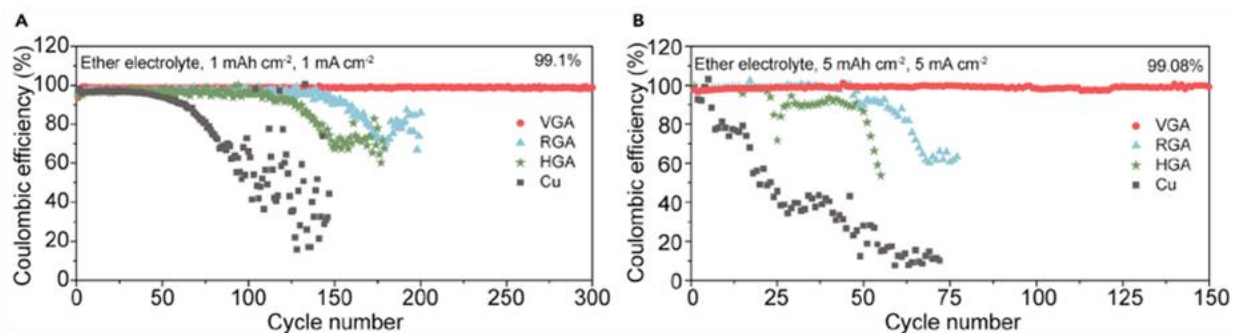 A
Coulombic efficiency (%)
120
100
80
60
40
20
0
Ether electrolyte, 1 mAh cm⁻², 1 mA cm⁻²
99.1%
VGA
RGA
HGA
Cu
0 50 100 150 200 250 300
Cycle number
B
Coulombic efficiency (%)
120
100
80
60
40
20
0
Ether electrolyte, 5 mAh cm⁻², 5 mA cm⁻²
99.08%
VGA
RGA
HGA
Cu
0 25 50 75 100 125 150
Cycle number